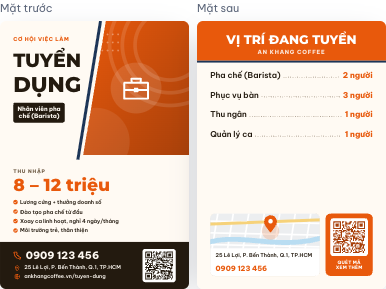 Mặt trước
CƠ HỘI VIỆC LÀM
TUYỂN
DỤNG
Nhân viên pha
chế (Barista)
THU NHẬP
8 – 12 triệu
Lương cứng + thưởng doanh số
Đào tạo pha chế từ đầu
Xoay ca linh hoạt, nghỉ 4 ngày/tháng
Môi trường trẻ, thân thiện
0909 123 456
25 Lê Lợi, P. Bến Thành, Q.1, TP.HCM
ankhangcoffee.vn/tuyen-dung
Mặt sau
VỊ TRÍ ĐANG TUYỂN
AN KHANG COFFEE
Pha chế (Barista) 2 người
Phục vụ bàn 3 người
Thu ngân 1 người
Quản lý ca 1 người
25 Lê Lợi, P. Bến Thành, Q.1, TP.HCM
0909 123 456
QUÉT MÃ
XEM THÊM